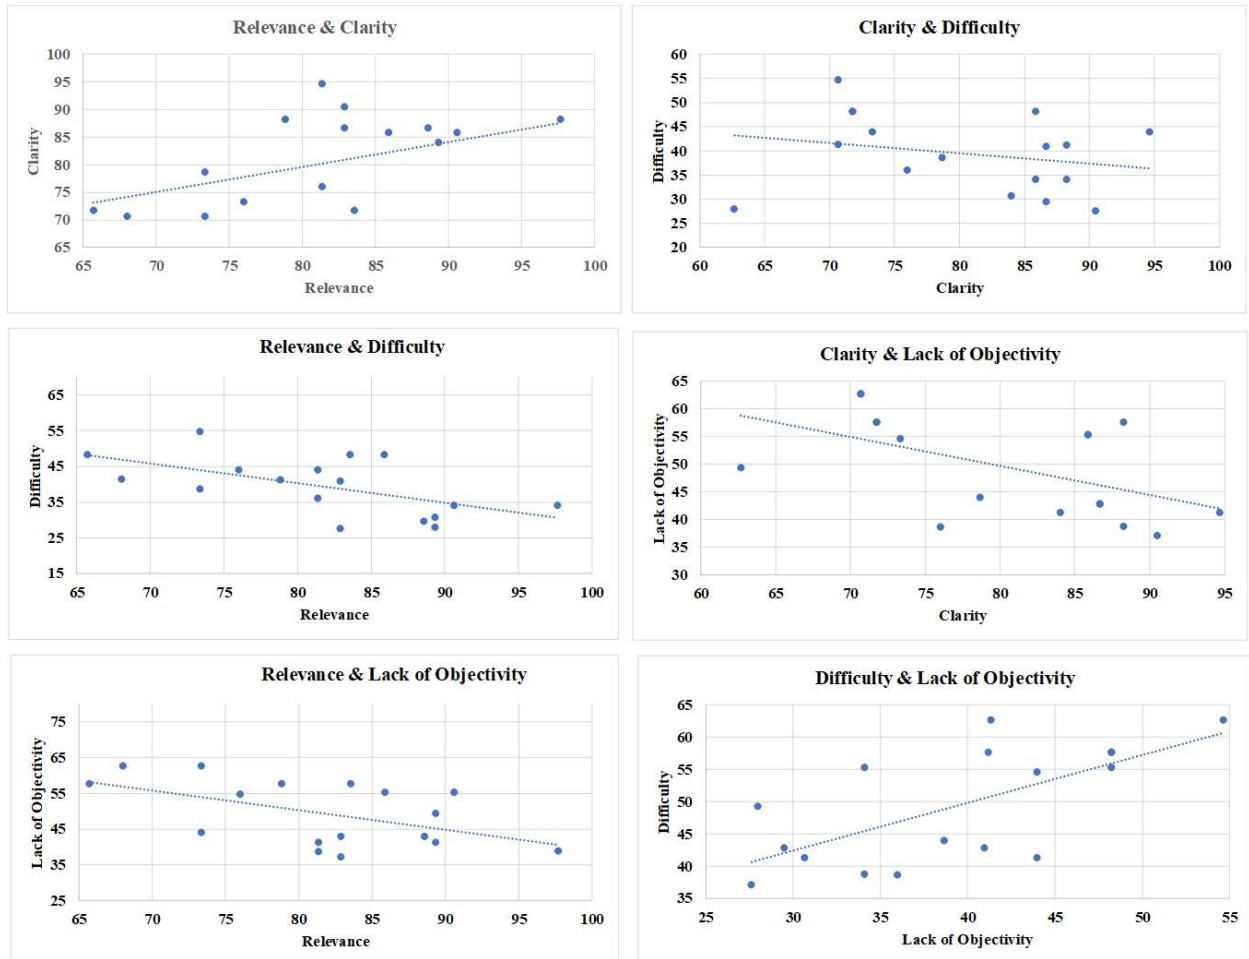 Relevance & Clarity
100
95
90
85
80
75
70
65
Clarity
65 70 75 80 85 90 95 100
Relevance
Clarity & Difficulty
60
55
50
45
40
35
30
25
20
Difficulty
60 65 70 75 80 85 90 95 100
Clarity
Relevance & Difficulty
65
55
45
35
25
15
Difficulty
65 70 75 80 85 90 95 100
Relevance
Clarity & Lack of Objectivity
65
60
55
50
45
40
35
30
Lack of Objectivity
60 65 70 75 80 85 90 95
Clarity
Relevance & Lack of Objectivity
75
65
55
45
35
25
Lack of Objectivity
65 70 75 80 85 90 95 100
Relevance
Difficulty & Lack of Objectivity
65
60
55
50
45
40
35
Difficulty
25 30 35 40 45 50 55
Lack of Objectivity